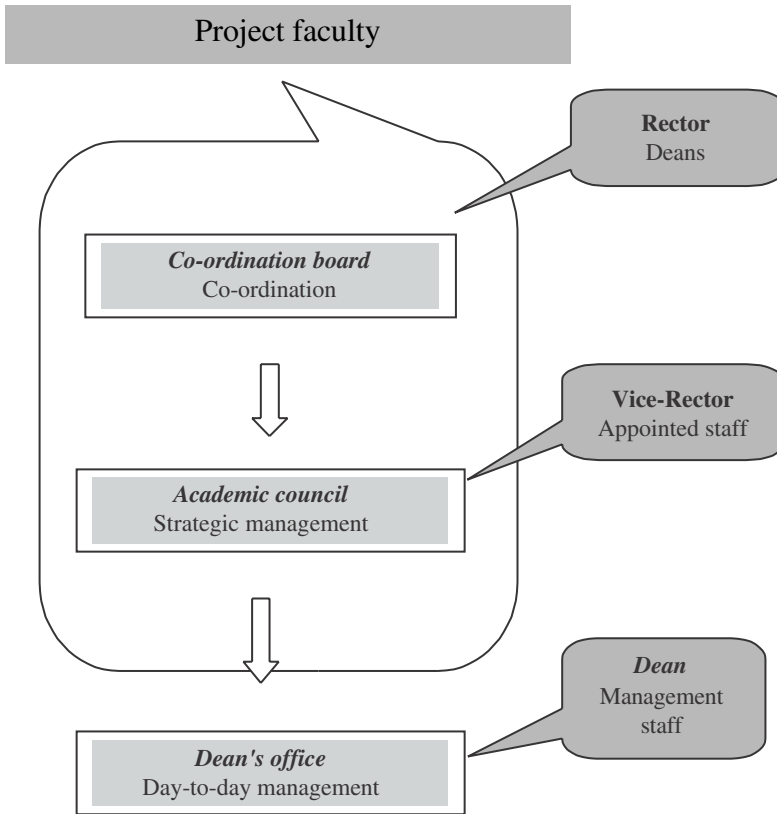 Project faculty
Rector
Deans
Co-ordination board
Co-ordination
Vice-Rector
Appointed staff
Academic council
Strategic management
Dean
Management
staff
Dean's office
Day-to-day management